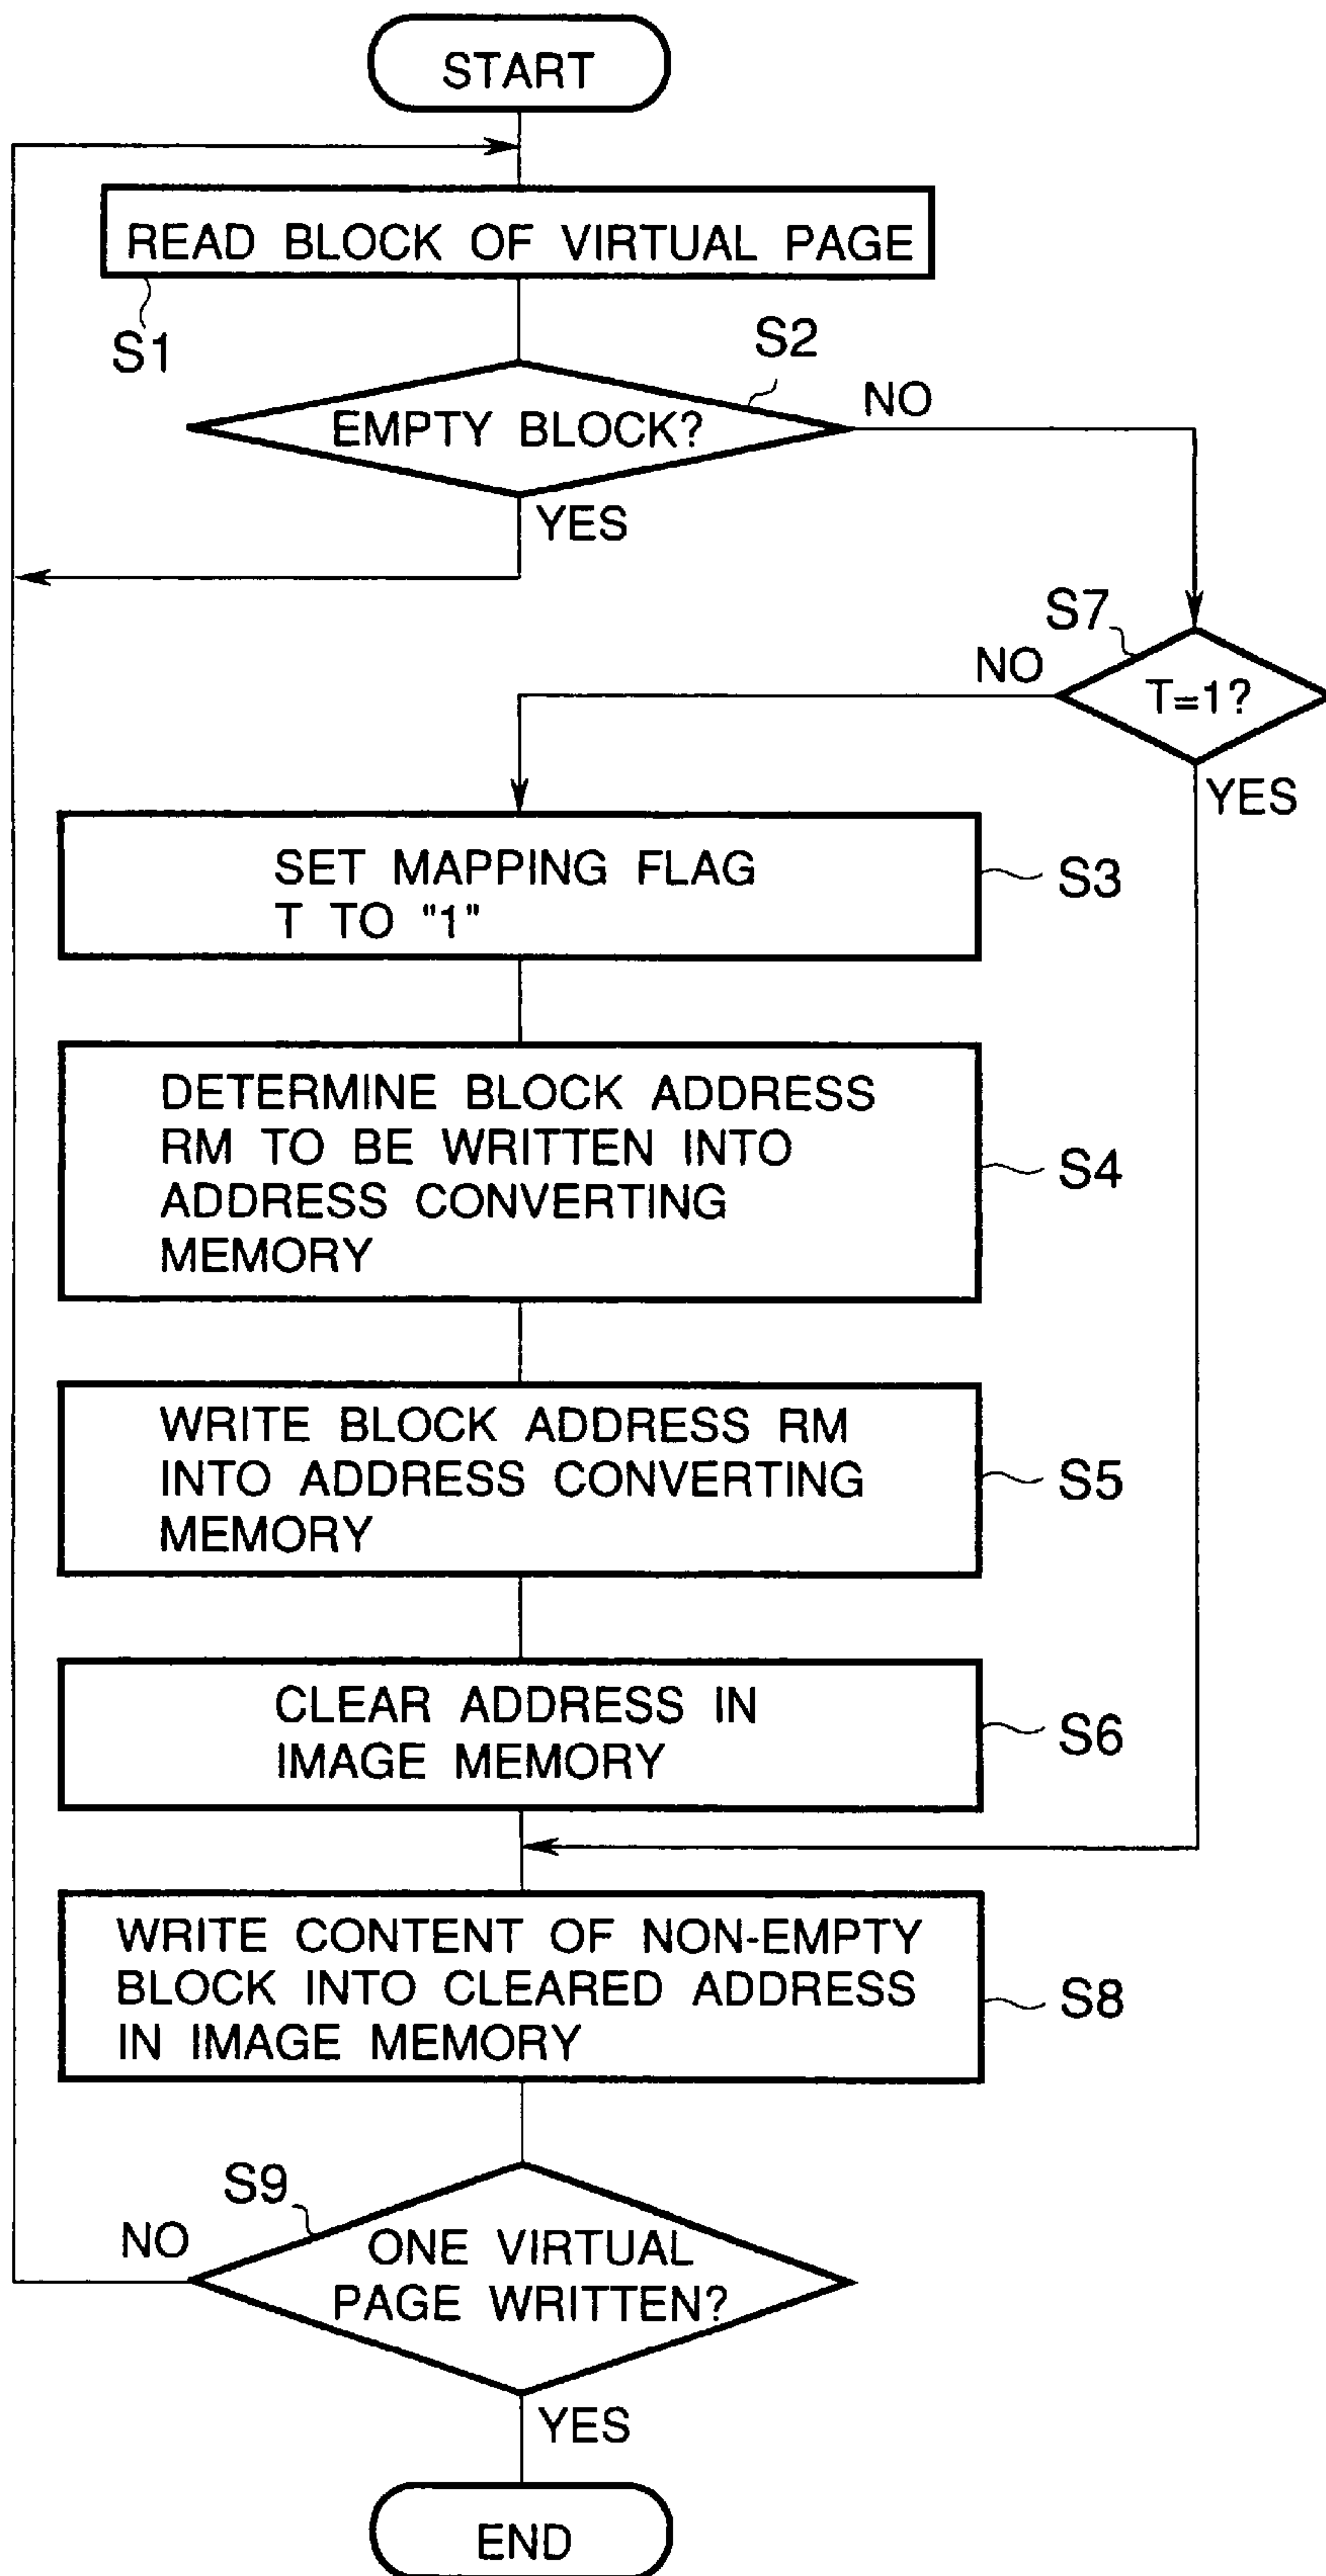 START
READ BLOCK OF VIRTUAL PAGE
S1
S2
EMPTY BLOCK?
NO
YES
S7
NO
T=1?
YES
SET MAPPING FLAG
T TO "1"
S3
DETERMINE BLOCK ADDRESS
RM TO BE WRITTEN INTO
ADDRESS CONVERTING
MEMORY
S4
WRITE BLOCK ADDRESS RM
INTO ADDRESS CONVERTING
MEMORY
S5
CLEAR ADDRESS IN
IMAGE MEMORY
S6
WRITE CONTENT OF NON-EMPTY
BLOCK INTO CLEARED ADDRESS
IN IMAGE MEMORY
S8
S9
NO
ONE VIRTUAL
PAGE WRITTEN?
YES
END